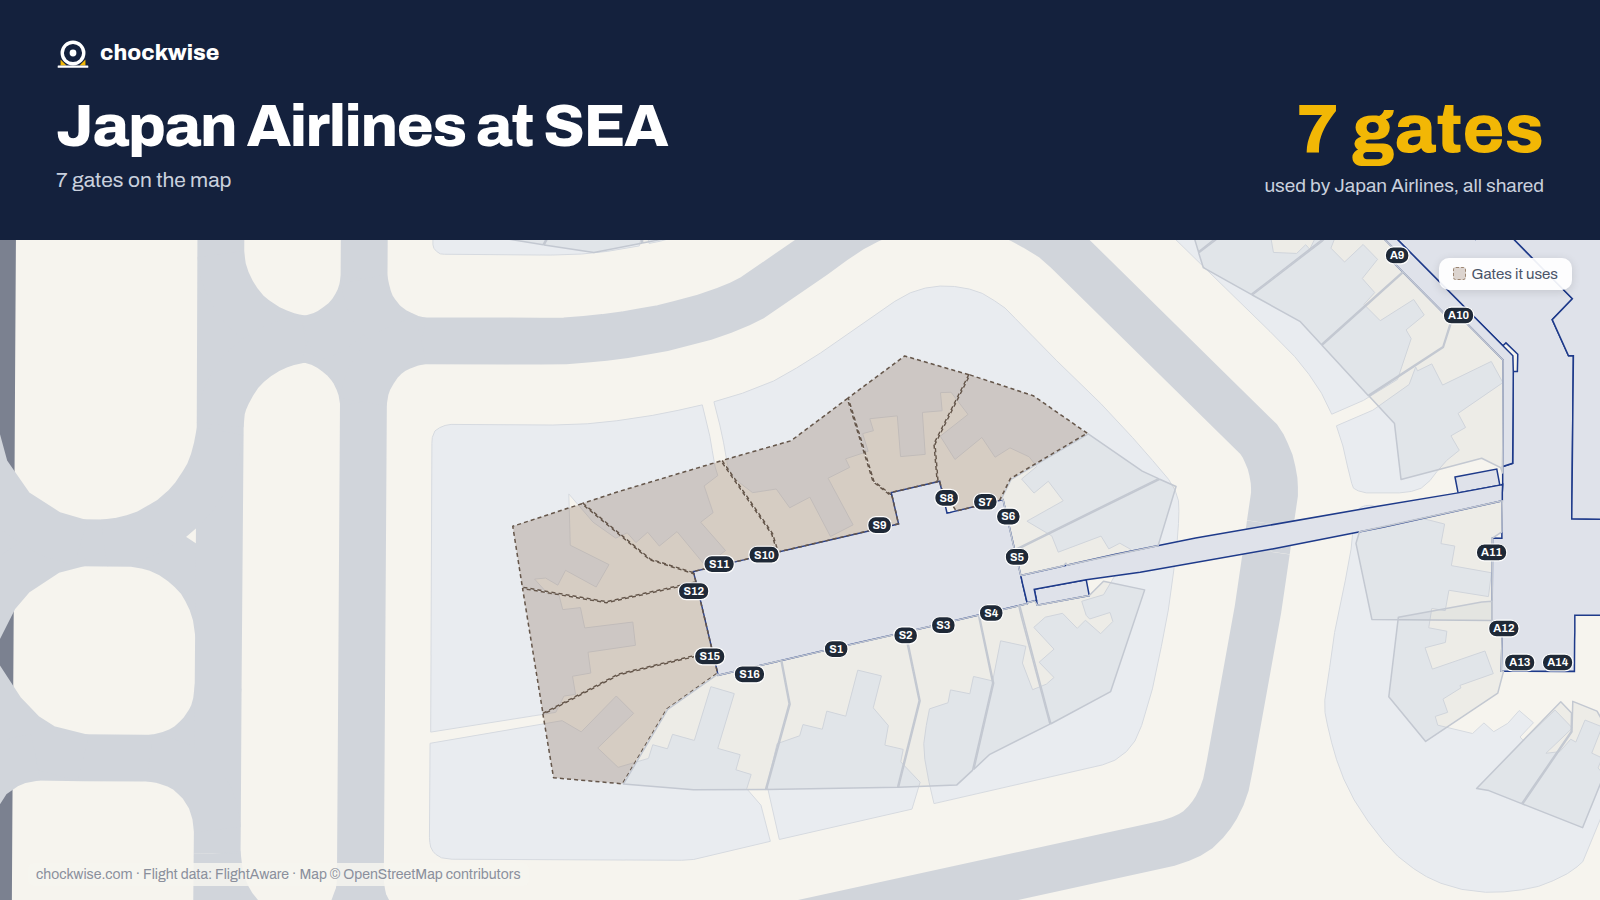 chockwise
Japan Airlines at SEA
7 gates on the map
7 gates
used by Japan Airlines, all shared
Gates it uses
A9
A10
S8
S7
S6
S9
S5
S10
S11
S12
A11
S4
S3
S2
S1
A12
S15
S16
A13
A14
chockwise.com · Flight data: FlightAware · Map © OpenStreetMap contributors